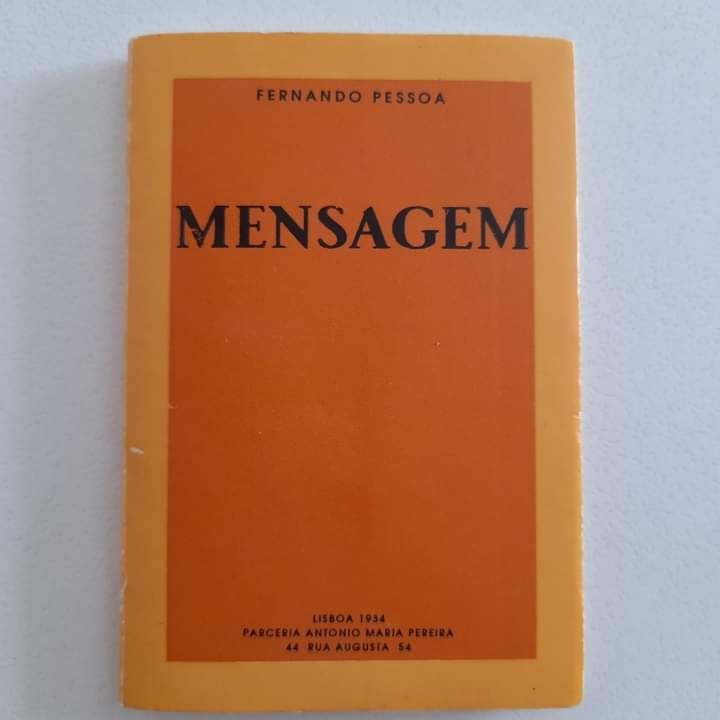 FERNANDO PESSOA
MENSAGEM
LISBOA 1934
PARCERIA ANTONIO MARIA PEREIRA
44 RUA AUGUSTA 54